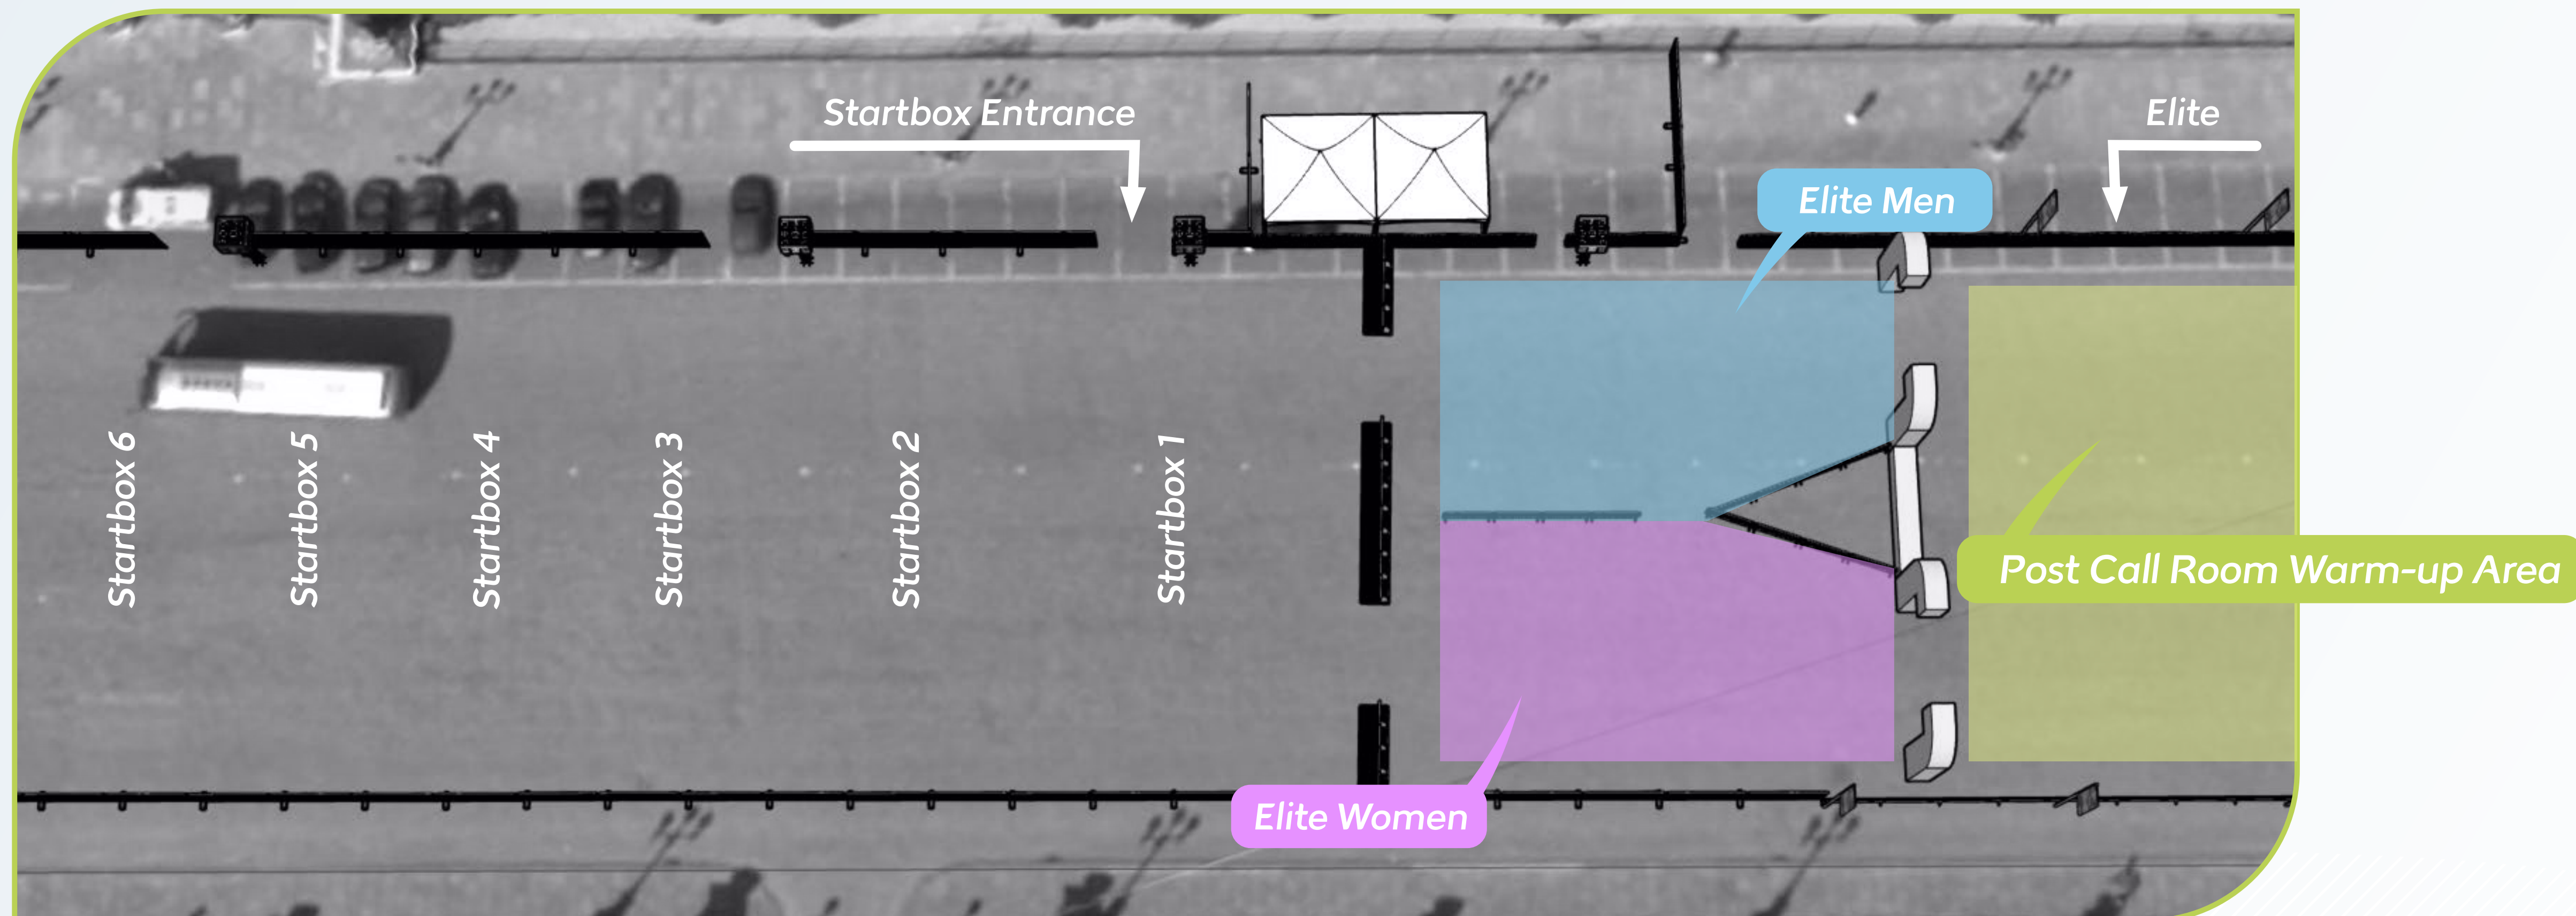 Startbox Entrance
Elite
Elite Men
Startbox 6
Startbox 5
Startbox 4
Startbox 3
Startbox 2
Startbox 1
Post Call Room Warm-up Area
Elite Women